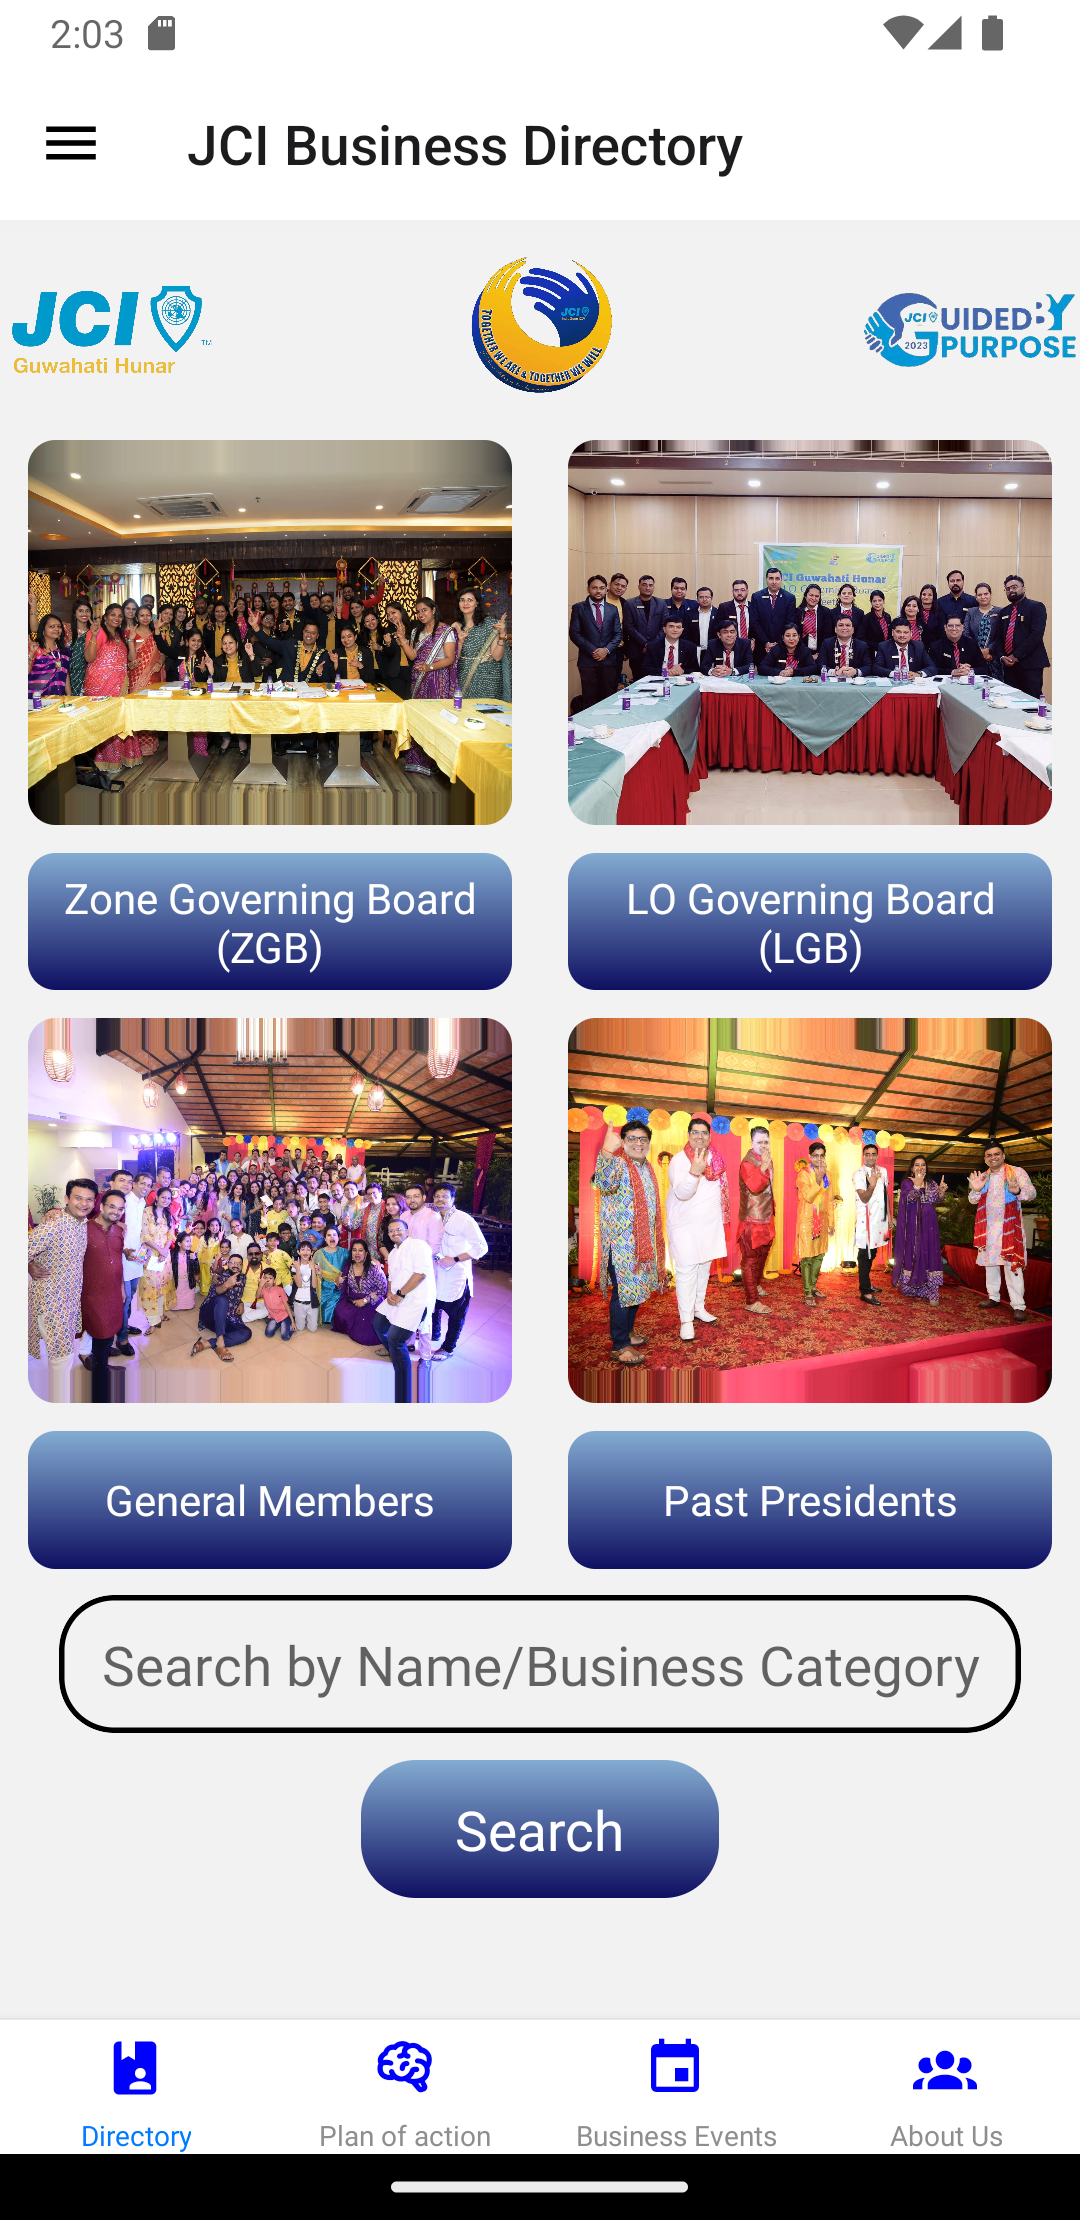 2:03
JCI Business Directory
JCI
TM
Guwahati Hunar
JCI
TOGETHER WE ARE & TOGETHER WE WILL
JCI
2023
GUIDED BY
PURPOSE
JCI Guwahati Hunar
Zone Governing Board
(ZGB)
LO Governing Board
(LGB)
General Members
Past Presidents
Search by Name/Business Category
Search
Directory
Plan of action
Business Events
About Us